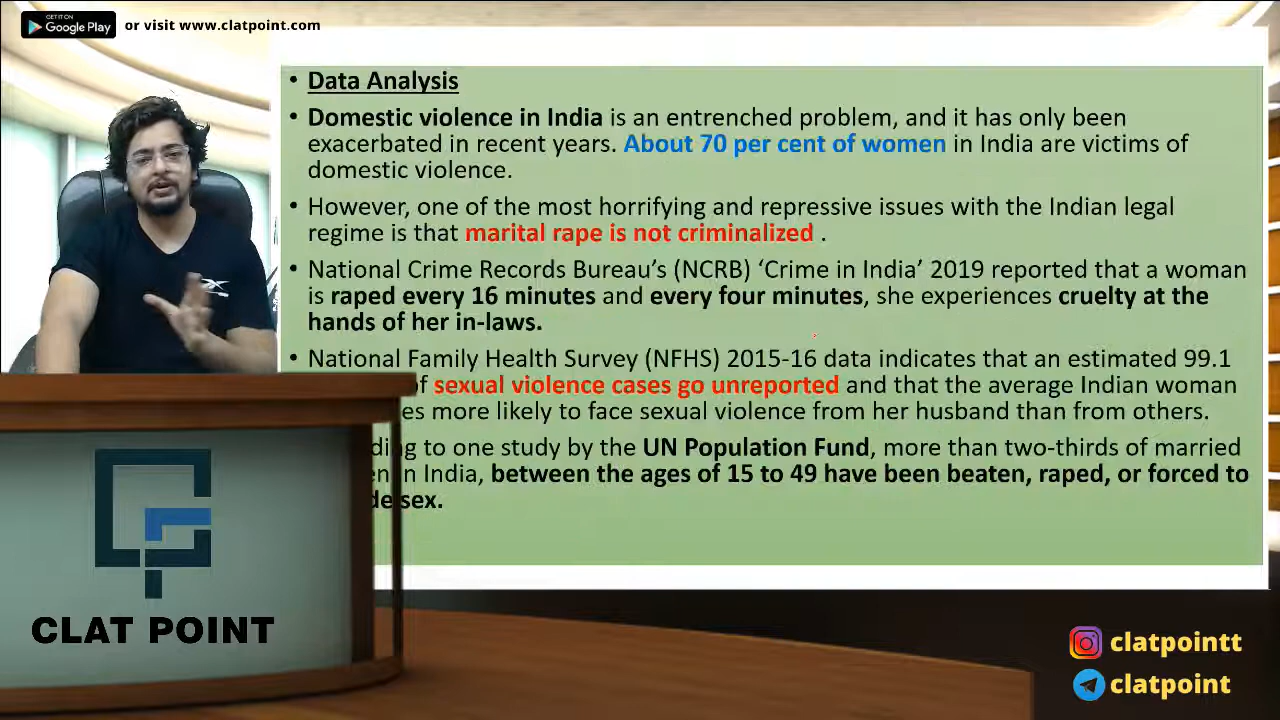 GET IT ON
Google Play
or visit www.clatpoint.com
• Data Analysis
• Domestic violence in India is an entrenched problem, and it has only been
exacerbated in recent years. About 70 per cent of women in India are victims of
domestic violence.
• However, one of the most horrifying and repressive issues with the Indian legal
regime is that marital rape is not criminalized .
• National Crime Records Bureau’s (NCRB) ‘Crime in India’ 2019 reported that a woman
is raped every 16 minutes and every four minutes, she experiences cruelty at the
hands of her in-laws.
• National Family Health Survey (NFHS) 2015-16 data indicates that an estimated 99.1
of sexual violence cases go unreported and that the average Indian woman
more likely to face sexual violence from her husband than from others.
to one study by the UN Population Fund, more than two-thirds of married
in India, between the ages of 15 to 49 have been beaten, raped, or forced to
sex.
CLAT POINT
clatpointt
clatpoint